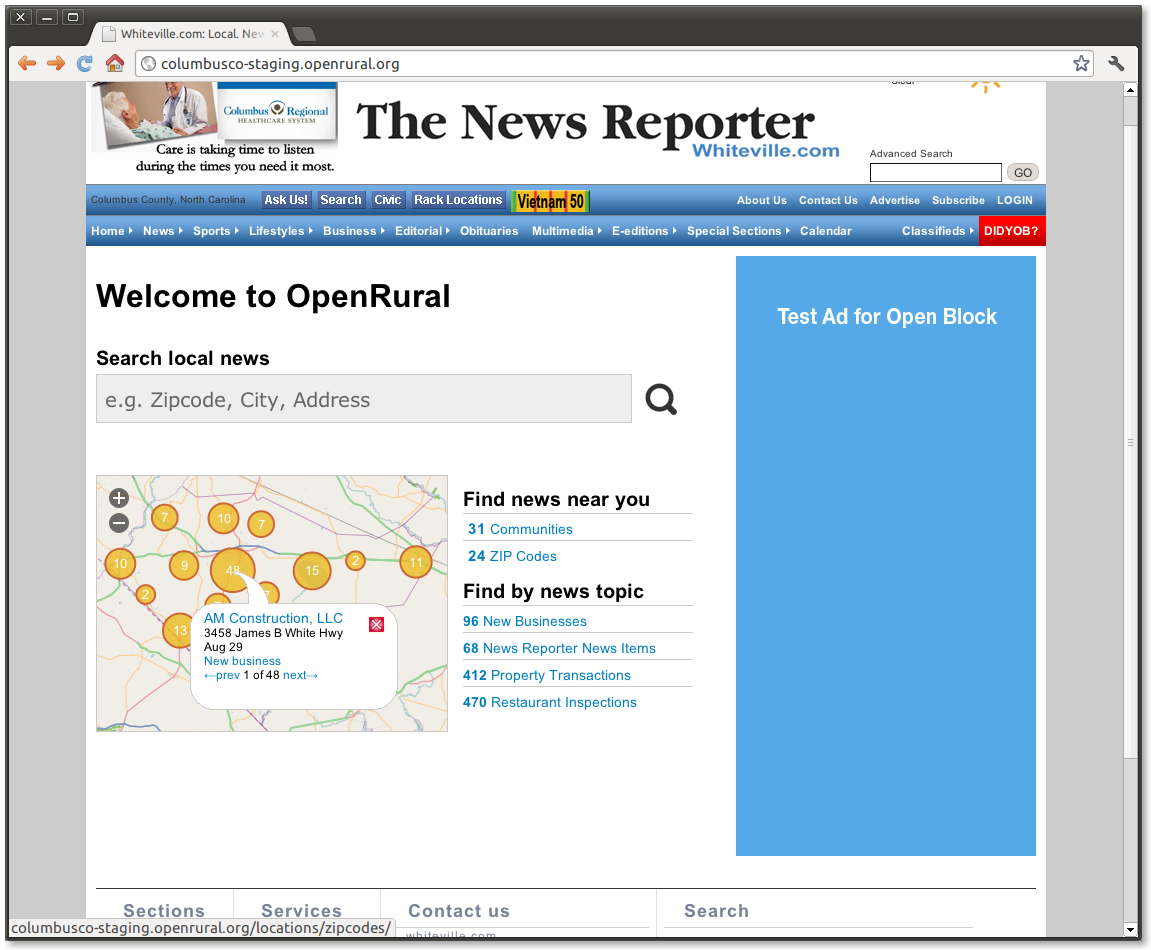 Whiteville.com: Local. New
columbusco-staging.openrural.org
Columbus Regional
HEALTHCARE SYSTEM
Care is taking time to listen
during the times you need it most.
The News Reporter
Whiteville.com
Clear
Advanced Search
GO
Columbus County, North Carolina Ask Us! Search Civic Rack Locations Vietnam 50 About Us Contact Us Advertise Subscribe LOGIN
Home News Sports Lifestyles Business Editorial Obituaries Multimedia E-editions Special Sections Calendar Classifieds DIDYOB?
Welcome to OpenRural
Test Ad for Open Block
Search local news
e.g. Zipcode, City, Address
7
10
7
10
9
48
15
2
11
2
13
AM Construction, LLC
3458 James B White Hwy
Aug 29
New business
←prev 1 of 48 next→
Find news near you
31 Communities
24 ZIP Codes
Find by news topic
96 New Businesses
68 News Reporter News Items
412 Property Transactions
470 Restaurant Inspections
Sections Services Contact us Search
whiteville.com
columbusco-staging.openrural.org/locations/zipcodes/